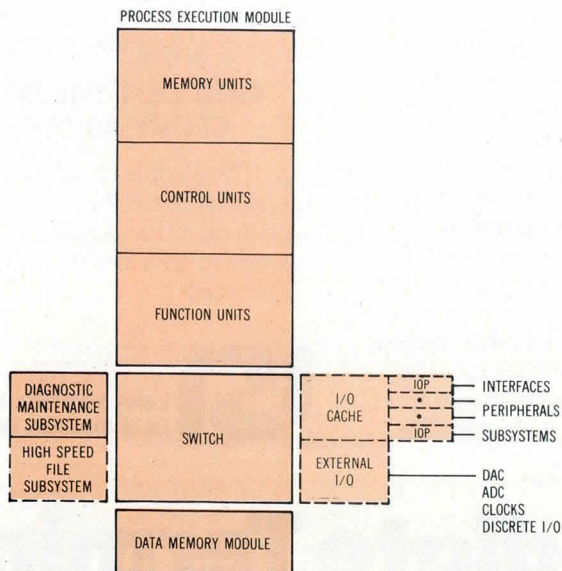 PROCESS EXECUTION MODULE
MEMORY UNITS
CONTROL UNITS
FUNCTION UNITS
DIAGNOSTIC
MAINTENANCE
SUBSYSTEM
HIGH SPEED
FILE
SUBSYSTEM
SWITCH
I/O
CACHE
EXTERNAL
I/O
IOP
•
•
IOP
INTERFACES
PERIPHERALS
SUBSYSTEMS
DAC
ADC
CLOCKS
DISCRETE I/O
DATA MEMORY MODULE